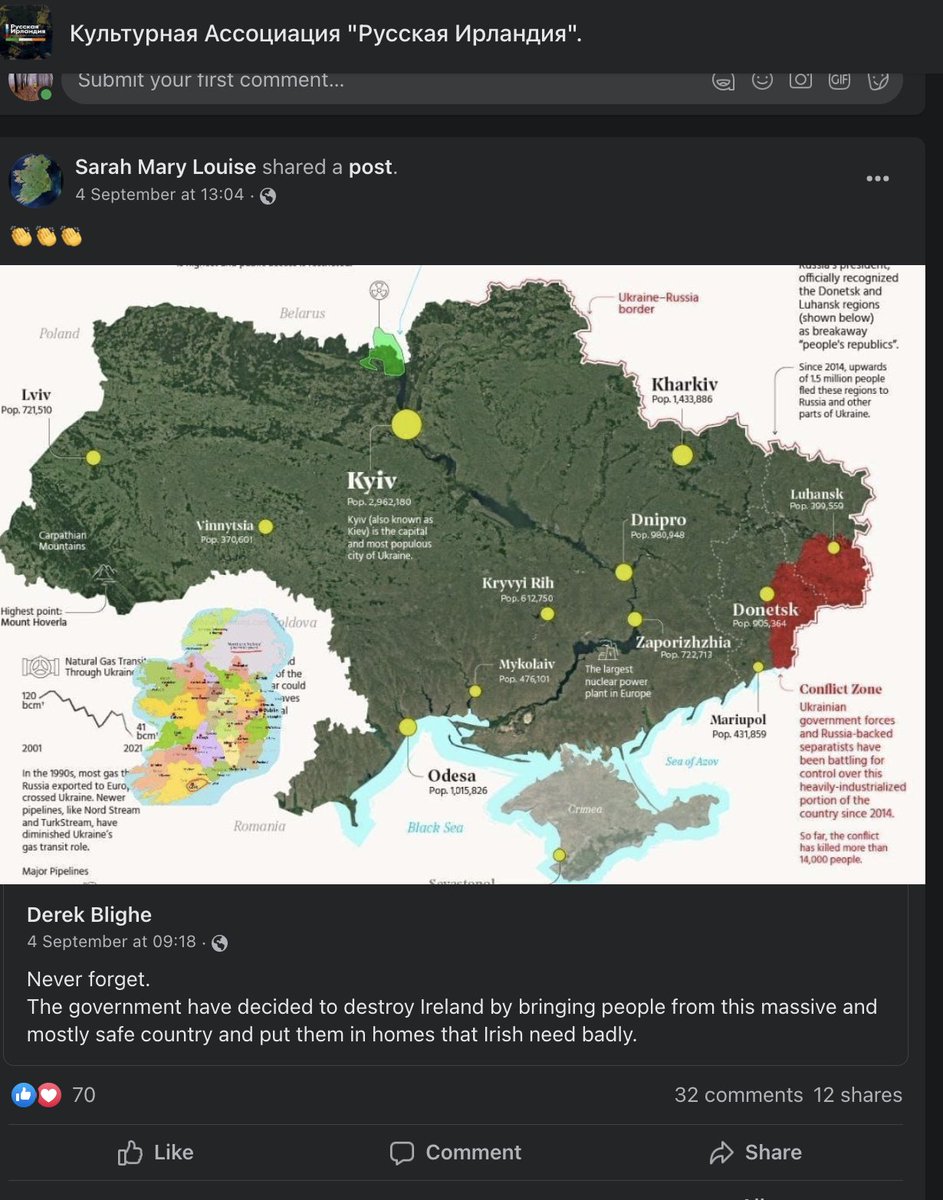 Русская
Ирландия
Культурная Ассоциация "Русская Ирландия".
Submit your first comment...
GIF
Sarah Mary Louise shared a post.
4 September at 13:04 ·
👏👏👏
Russia's president,
officially recognized
the Donetsk and
Luhansk regions
(shown below)
as breakaway
"people's republics".
Ukraine–Russia
border
Belarus
Poland
Since 2014, upwards
of 1.5 million people
fled these regions to
Russia and other
parts of Ukraine.
Lviv
Pop. 721,510
Kharkiv
Pop. 1,433,886
Kyiv
Pop. 2,962,180
Kyiv (also known as
Kiev) is the capital
and most populous
city of Ukraine.
Luhansk
Pop. 399,559
Vinnytsia
Pop. 370,601
Dnipro
Pop. 980,948
Carpathian
Mountains
Kryvyi Rih
Pop. 612,750
Donetsk
Pop. 905,364
Highest point:
Mount Hoverla
oldova
Zaporizhzhia
Pop. 722,713
Natural Gas Transi
Through Ukraine
of the
ar could
aves
al
Mykolaiv
Pop. 476,101
The largest
nuclear power
plant in Europe
120
bcm
41
bcm
2001
2021
Mariupol
Pop. 431,859
Conflict Zone
Ukrainian
government forces
and Russia-backed
separatists have
been battling for
control over this
heavily-industrialized
portion of the
country since 2014.
So far, the conflict
has killed more than
14,000 people.
Sea of Azov
Odesa
Pop. 1,015,826
In the 1990s, most gas th
Russia exported to Euro,
crossed Ukraine. Newer
pipelines, like Nord Stream
and TurkStream, have
diminished Ukraine's
gas transit role.
Crimea
Romania
Black Sea
Major Pipelines
Sevastopol
Derek Blighe
4 September at 09:18 ·
Never forget.
The government have decided to destroy Ireland by bringing people from this massive and
mostly safe country and put them in homes that Irish need badly.
70
32 comments 12 shares
Like
Comment
Share